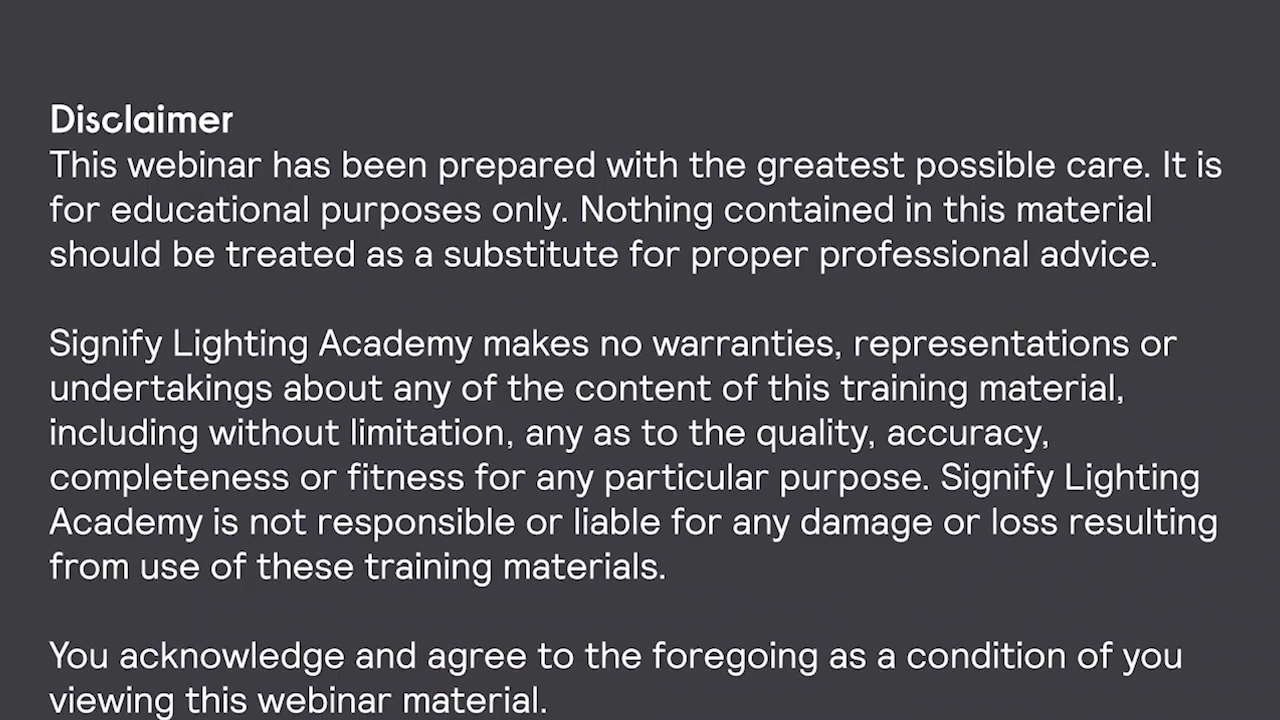 Disclaimer
This webinar has been prepared with the greatest possible care. It is
for educational purposes only. Nothing contained in this material
should be treated as a substitute for proper professional advice.
Signify Lighting Academy makes no warranties, representations or
undertakings about any of the content of this training material,
including without limitation, any as to the quality, accuracy,
completeness or fitness for any particular purpose. Signify Lighting
Academy is not responsible or liable for any damage or loss resulting
from use of these training materials.
You acknowledge and agree to the foregoing as a condition of you
viewing this webinar material.